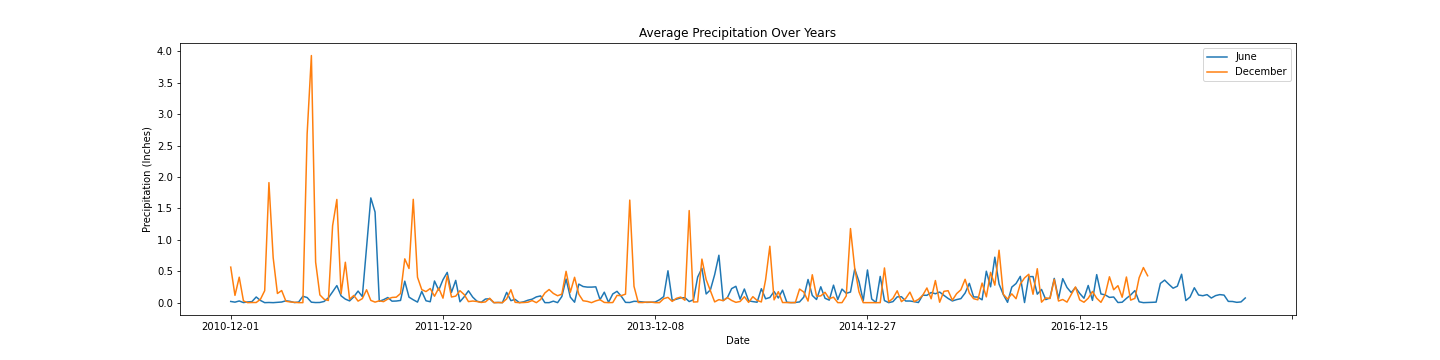 Average Precipitation Over Years
4.0
3.5
3.0
2.5
2.0
1.5
1.0
0.5
0.0
Precipitation (Inches)
June
December
2010-12-01
2011-12-20
2013-12-08
2014-12-27
2016-12-15
Date